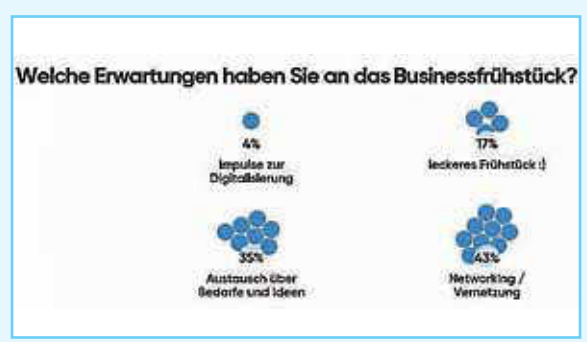 Welche Erwartungen haben Sie an das Businessfrühstück?
4%
Impulse zur
Digitalisierung
17%
leckeres Frühstück :)
35%
Austausch über
Bedarfe und Ideen
43%
Networking /
Vernetzung